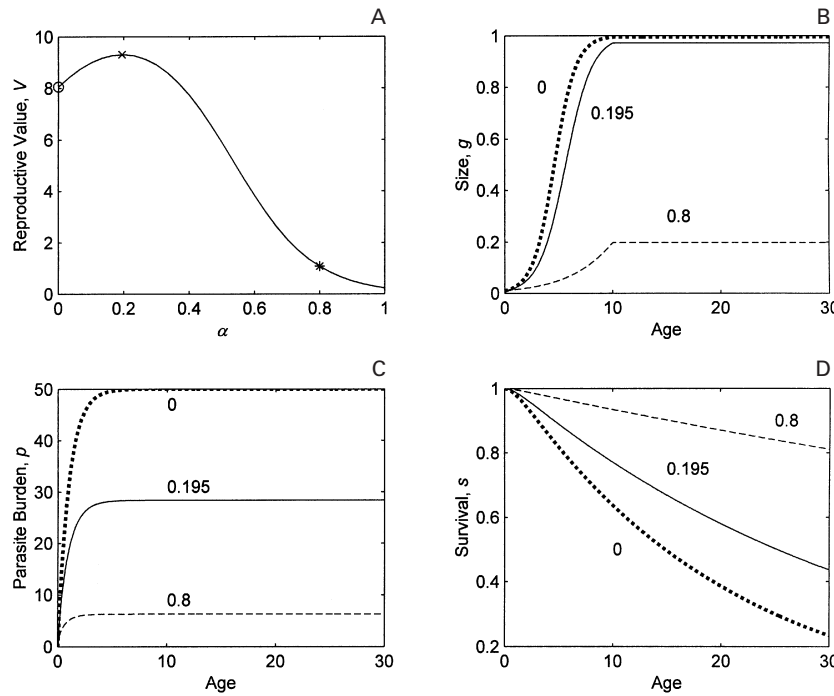 A
Reproductive Value, V
10
8
6
4
2
0
0 0.2 0.4 0.6 0.8 1
α
B
Size, g
1
0.8
0.6
0.4
0.2
0
0
0.195
0.8
0 10 20 30
Age
C
Parasite Burden, p
50
40
30
20
10
0
0
0.195
0.8
0 10 20 30
Age
D
Survival, s
1
0.8
0.6
0.4
0.2
0.8
0.195
0
0 10 20 30
Age